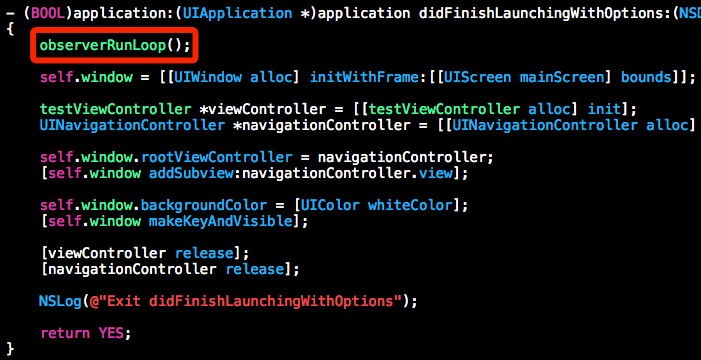 - (BOOL)application:(UIApplication *)application didFinishLaunchingWithOptions:(NSD
{
observerRunLoop();
self.window = [[UIWindow alloc] initWithFrame:[[UIScreen mainScreen] bounds]];
testViewController *viewController = [[testViewController alloc] init];
UINavigationController *navigationController = [[UINavigationController alloc]
self.window.rootViewController = navigationController;
[self.window addSubview:navigationController.view];
self.window.backgroundColor = [UIColor whiteColor];
[self.window makeKeyAndVisible];
[viewController release];
[navigationController release];
NSLog(@"Exit didFinishLaunchingWithOptions");
return YES;
}